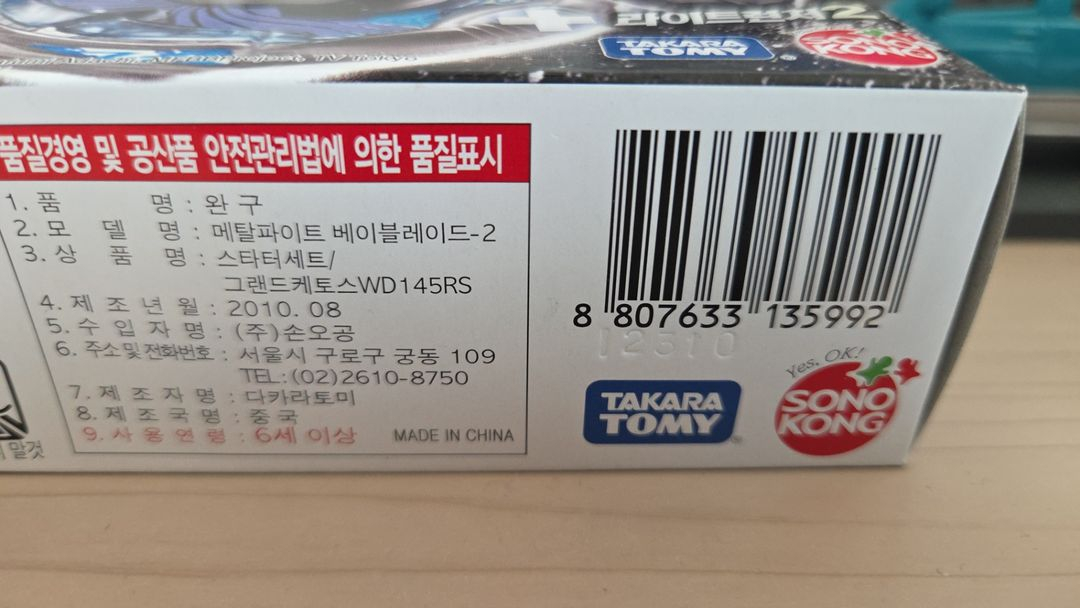 라이트런처2
TAKARA TOMY
SONO KONG
TV Tokyo
품질경영 및 공산품 안전관리법에 의한 품질표시
1. 품 명 : 완 구
2. 모 델 명 : 메탈파이트 베이블레이드-2
3. 상 품 명 : 스타터세트/
그랜드케토스WD145RS
4. 제 조 년 월 : 2010. 08
5. 수 입 자 명 : (주)손오공
6. 주소및전화번호 : 서울시 구로구 궁동 109
TEL:(02)2610-8750
7. 제 조 자 명 : 다카라토미
8. 제 조 국 명 : 중국
9. 사 용 연 령 : 6세 이상 MADE IN CHINA
말것
8 807633 135992
12310
TAKARA TOMY
Yes, OK!
SONO KONG